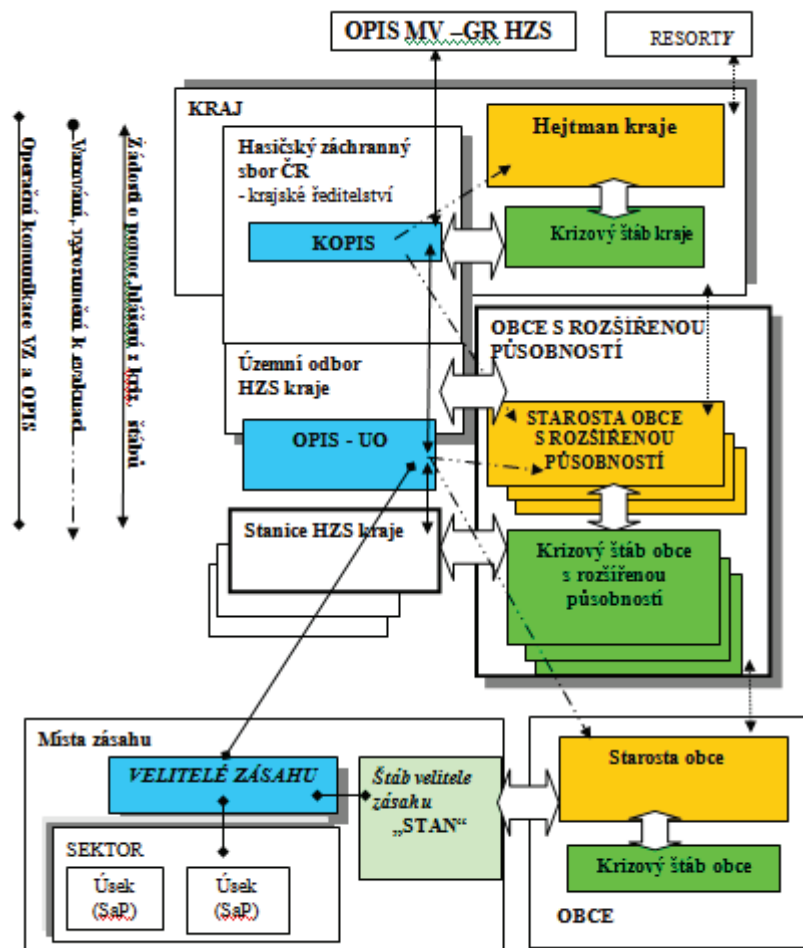 OPIS MV –GR HZS
RESORTY
KRAJ
Hasičský záchranný
sbor ČR
- krajské ředitelství
KOPIS
Hejtman kraje
Krizový štáb kraje
Operační komunikace VZ a OPIS
Varování, vyrozumění k evakuaci
Žádosti o pomoc, hlášení z kriz, štábů
Územní odbor
HZS kraje
OPIS - UO
Stanice HZS kraje
OBCE S ROZŠÍŘENOU
PŮSOBNOSTÍ
STAROSTA OBCE
S ROZŠÍŘENOU
PŮSOBNOSTÍ
Krizový štáb obce
s rozšířenou
působností
Místa zásahu
VELITELÉ ZÁSAHU
Štáb velitele
zásahu
„STAN“
SEKTOR
Úsek
(SaP)
Úsek
(SaP)
Starosta obce
Krizový štáb obce
OBCE